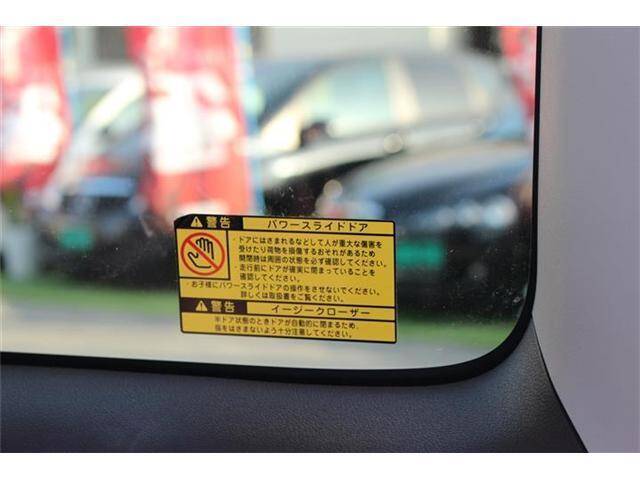 警告 パワースライドドア
・ドアにはさまれるなどして人が重大な傷害を
受けたり荷物を損傷するおそれがあるため
開閉時は周囲の状態を必ず確認してください。
走行前にドアが確実に閉まっていることを
確認してください。
・お子様にパワースライドドアの操作をさせないでください。
詳しくは取扱書をご覧ください。
警告 イージークローザー
半ドア状態のときドアが自動的に閉まるため、
指をはさまないよう十分注意してください。